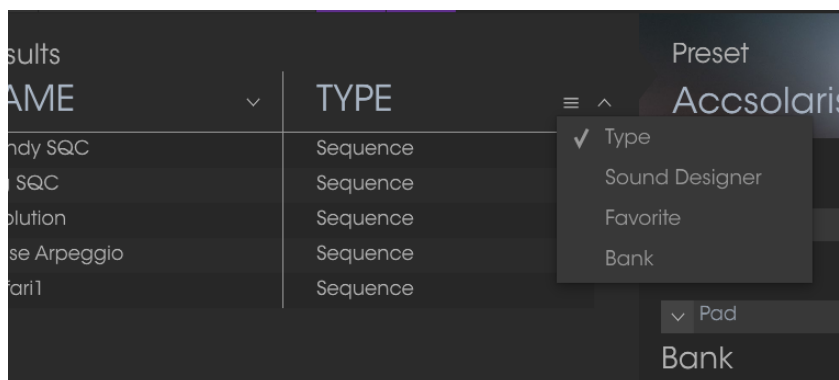 sults
AME
TYPE
ndy SQC Sequence
SQC Sequence
olution Sequence
se Arpeggio Sequence
fari1 Sequence
✓ Type
Sound Designer
Favorite
Bank
Preset
Accsolaris
Pad
Bank